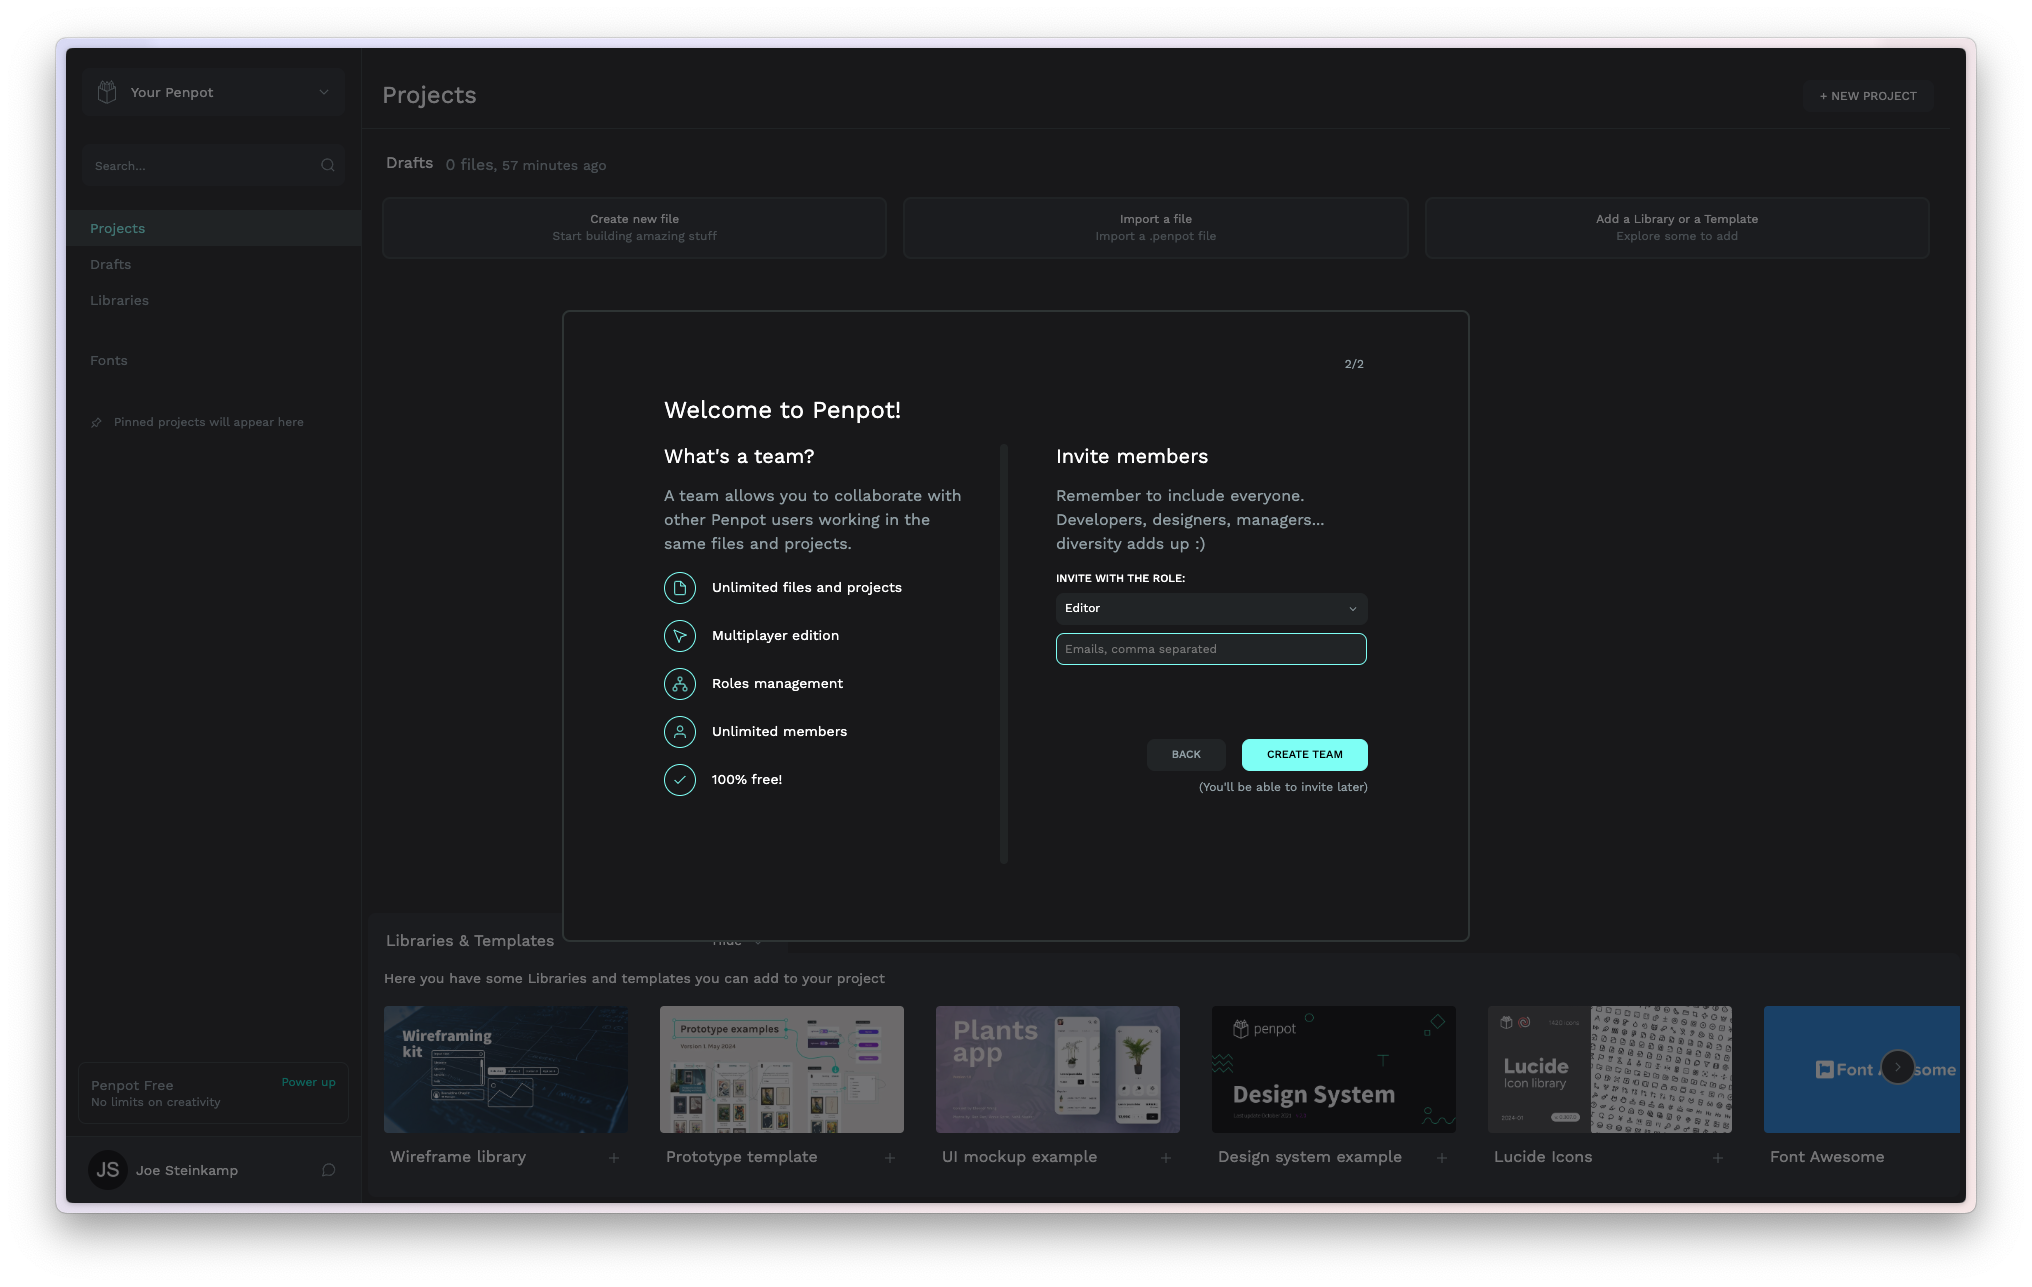 Your Penpot
Search...
Projects
Drafts
Libraries
Fonts
Pinned projects will appear here
Penpot Free
Power up
No limits on creativity
JS
Joe Steinkamp
Projects
+ NEW PROJECT
Drafts 0 files, 57 minutes ago
Create new file
Start building amazing stuff
Import a file
Import a .penpot file
Add a Library or a Template
Explore some to add
2/2
Welcome to Penpot!
What's a team?
A team allows you to collaborate with
other Penpot users working in the
same files and projects.
Unlimited files and projects
Multiplayer edition
Roles management
Unlimited members
100% free!
Invite members
Remember to include everyone.
Developers, designers, managers...
diversity adds up :)
INVITE WITH THE ROLE:
Editor
Emails, comma separated
BACK
CREATE TEAM
(You'll be able to invite later)
Libraries & Templates
Hide
Here you have some Libraries and templates you can add to your project
Wireframing
kit
Wireframe library
Prototype examples
Version 1. May 2024
Prototype template
Plants
app
UI mockup example
penpot
Design System
Design system example
Lucide
Icon library
2024-01
Lucide Icons
Font
some
Font Awesome